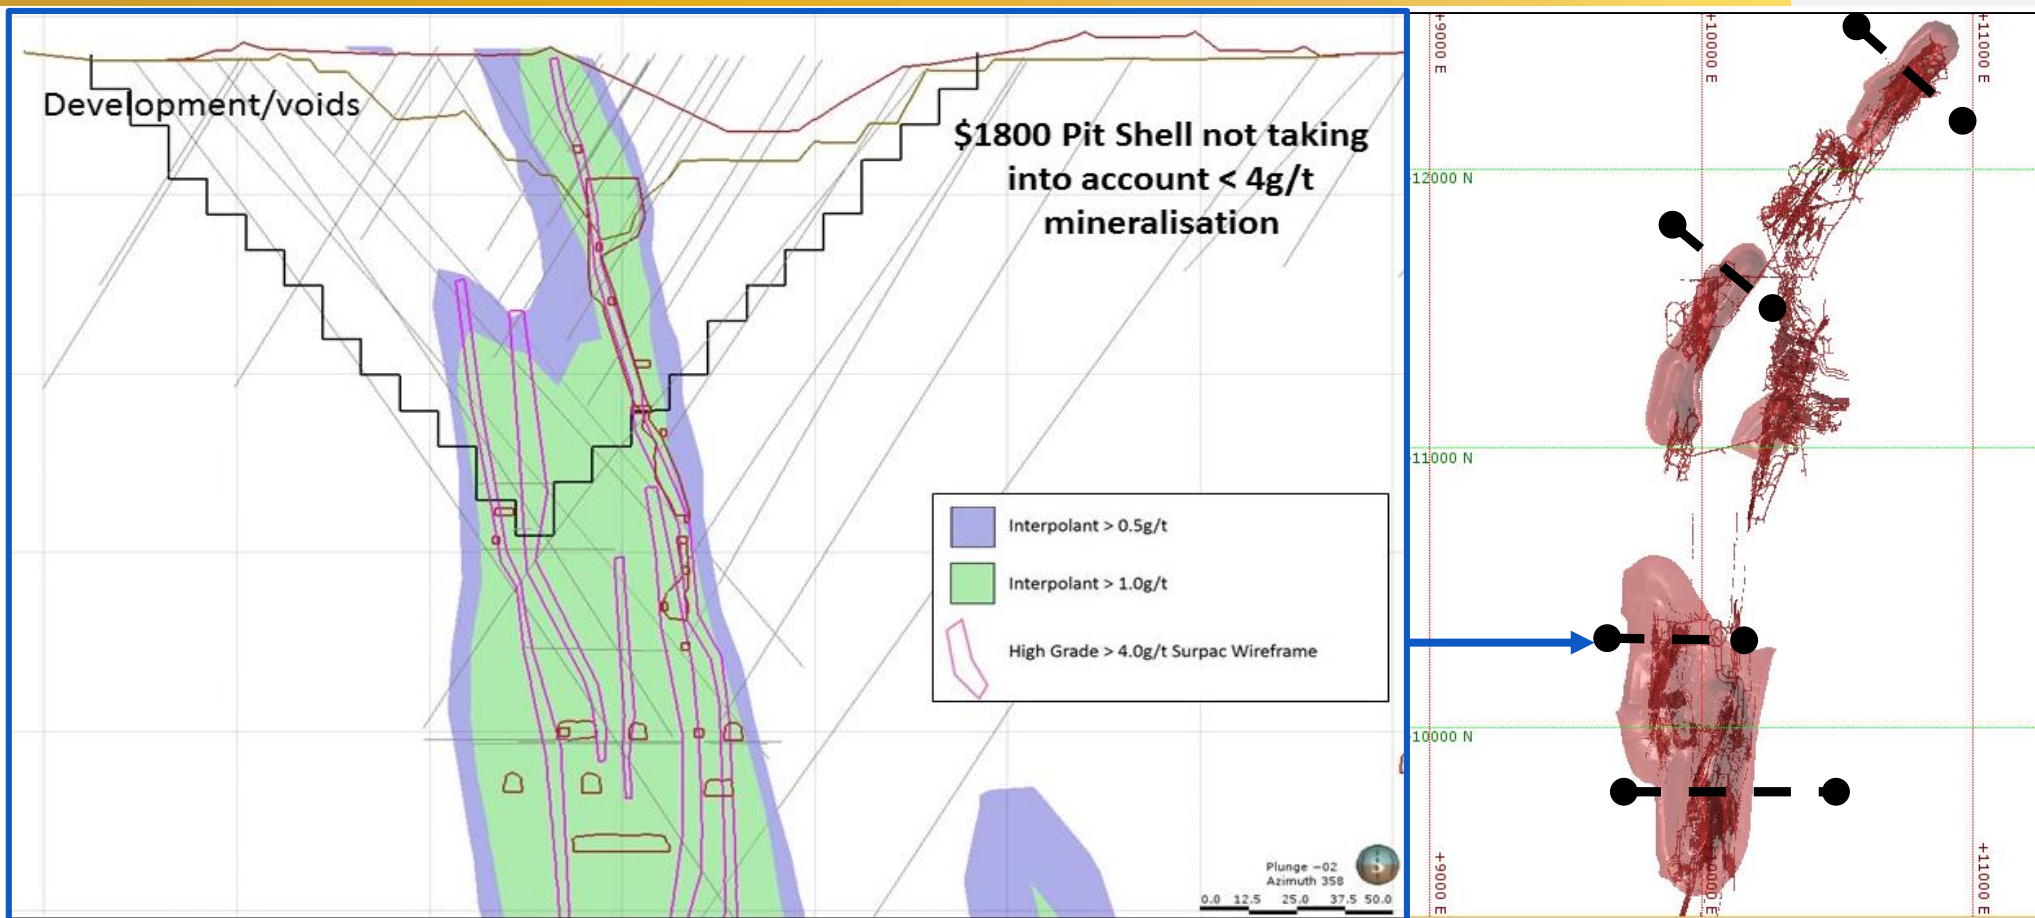 Development/voids
$1800 Pit Shell not taking
into account < 4g/t
mineralisation
Interpolant > 0.5g/t
Interpolant > 1.0g/t
High Grade > 4.0g/t Surpac Wireframe
Plunge −02
Azimuth 358
0.0 12.5 25.0 37.5 50.0
+9000 E
+10000 E
+11000 E
12000 N
11000 N
10000 N
+9000 E
+10000 E
+11000 E